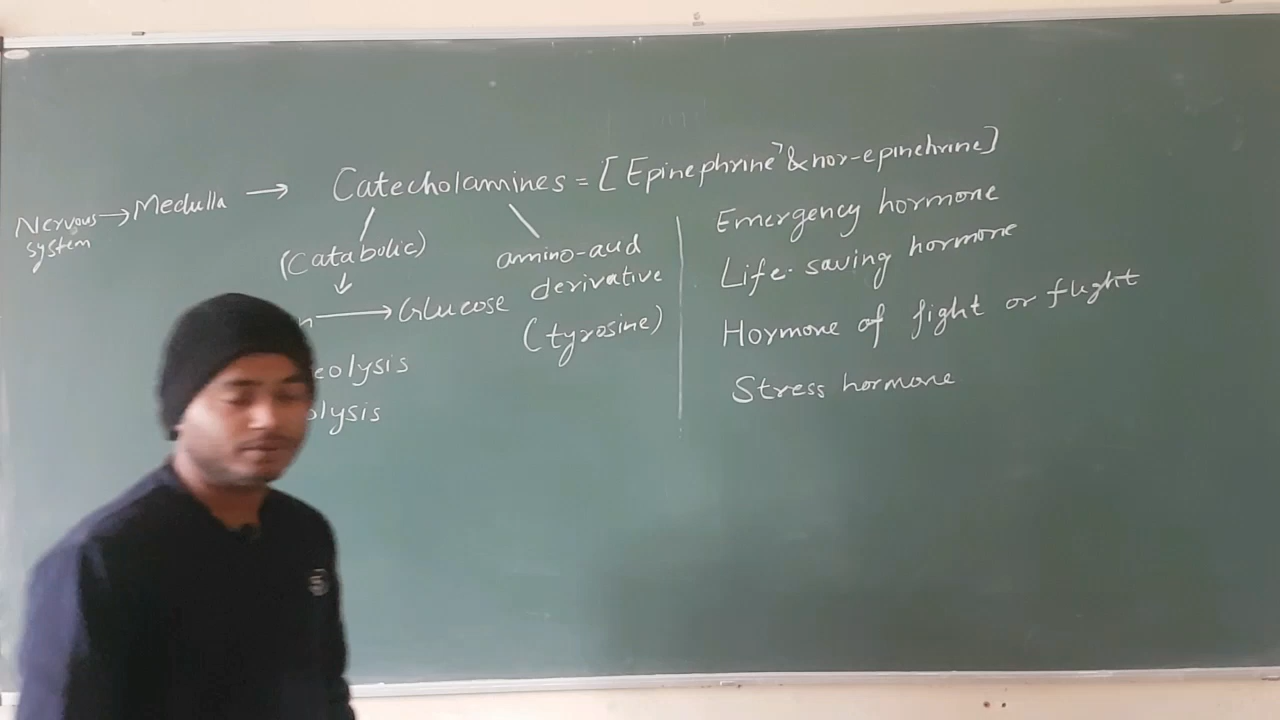 Nervous system → Medulla → Catecholamines = [Epinephrine & nor-epinehrine]
(Catabolic)
→ Glucose
amino-acid
derivative
(tyrosine)
Emergency hormone
Life-saving hormone
Hormone of fight or flight
Stress hormone